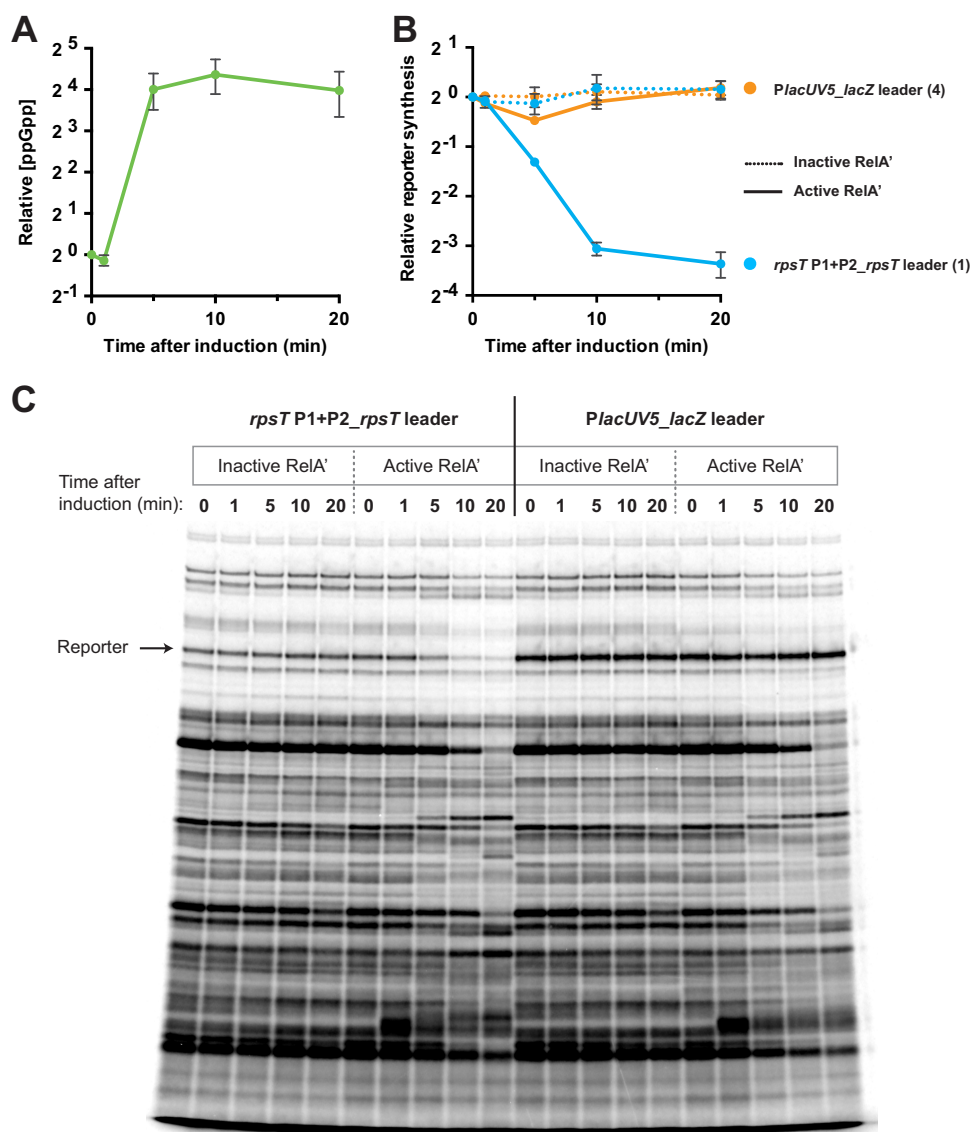 A
Relative [ppGpp]
2^5
2^4
2^3
2^2
2^1
2^0
2^-1
0 10 20
Time after induction (min)
B
Relative reporter synthesis
2^1
2^0
2^-1
2^-2
2^-3
2^-4
0 10 20
Time after induction (min)
PlacUV5_lacZ leader (4)
Inactive RelA'
Active RelA'
rpsT P1+P2_rpsT leader (1)
C
rpsT P1+P2_rpsT leader PlacUV5_lacZ leader
Inactive RelA' Active RelA' Inactive RelA' Active RelA'
Time after
induction (min):
0 1 5 10 20 0 1 5 10 20 0 1 5 10 20 0 1 5 10 20
Reporter